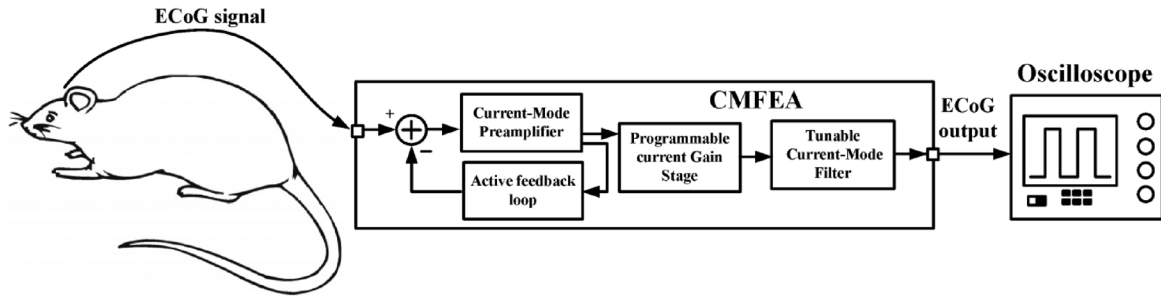 ECoG signal
CMFEA
+
−
Current-Mode
Preamplifier
Active feedback
loop
Programmable
current Gain
Stage
Tunable
Current-Mode
Filter
ECoG
output
Oscilloscope